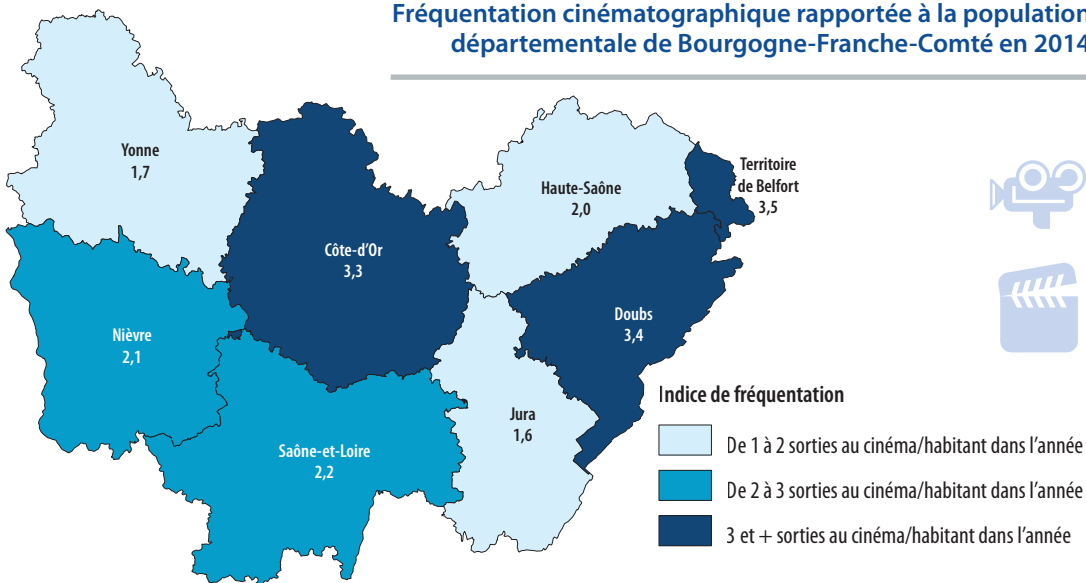 Fréquentation cinématographique rapportée à la population
départementale de Bourgogne-Franche-Comté en 2014
Yonne
1,7
Haute-Saône
2,0
Territoire
de Belfort
3,5
Côte-d'Or
3,3
Doubs
3,4
Nièvre
2,1
Jura
1,6
Saône-et-Loire
2,2
Indice de fréquentation
De 1 à 2 sorties au cinéma/habitant dans l'année
De 2 à 3 sorties au cinéma/habitant dans l'année
3 et + sorties au cinéma/habitant dans l'année